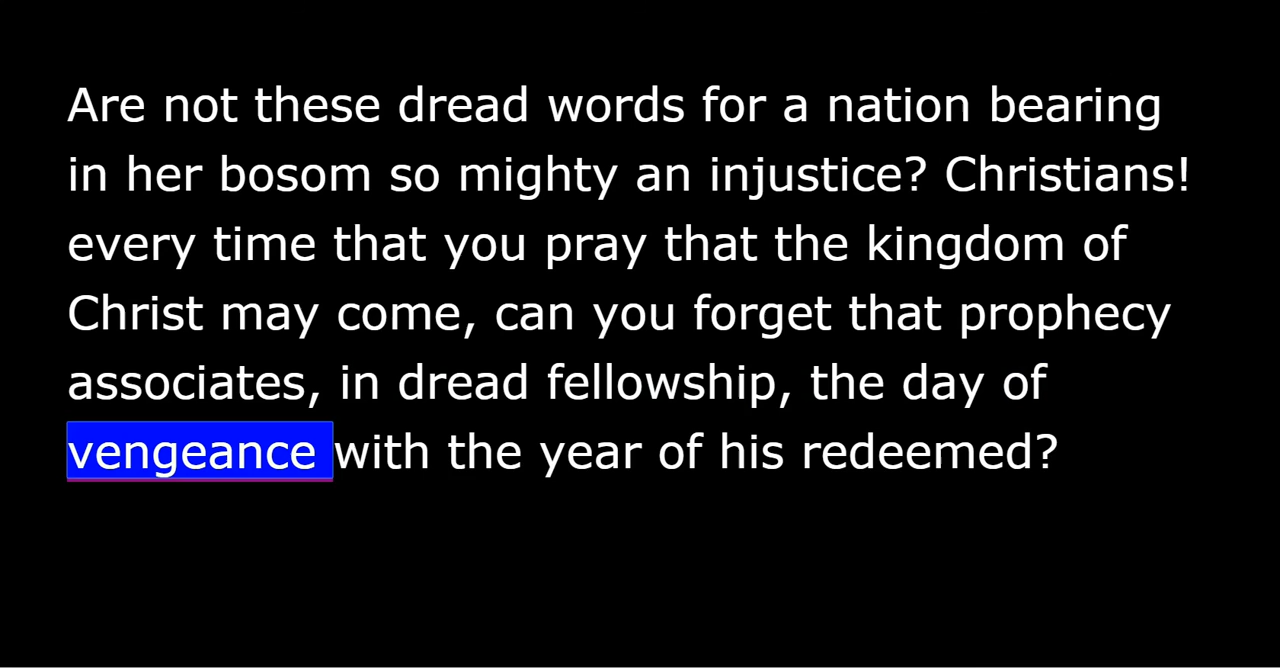 Are not these dread words for a nation bearing
in her bosom so mighty an injustice? Christians!
every time that you pray that the kingdom of
Christ may come, can you forget that prophecy
associates, in dread fellowship, the day of
vengeance with the year of his redeemed?